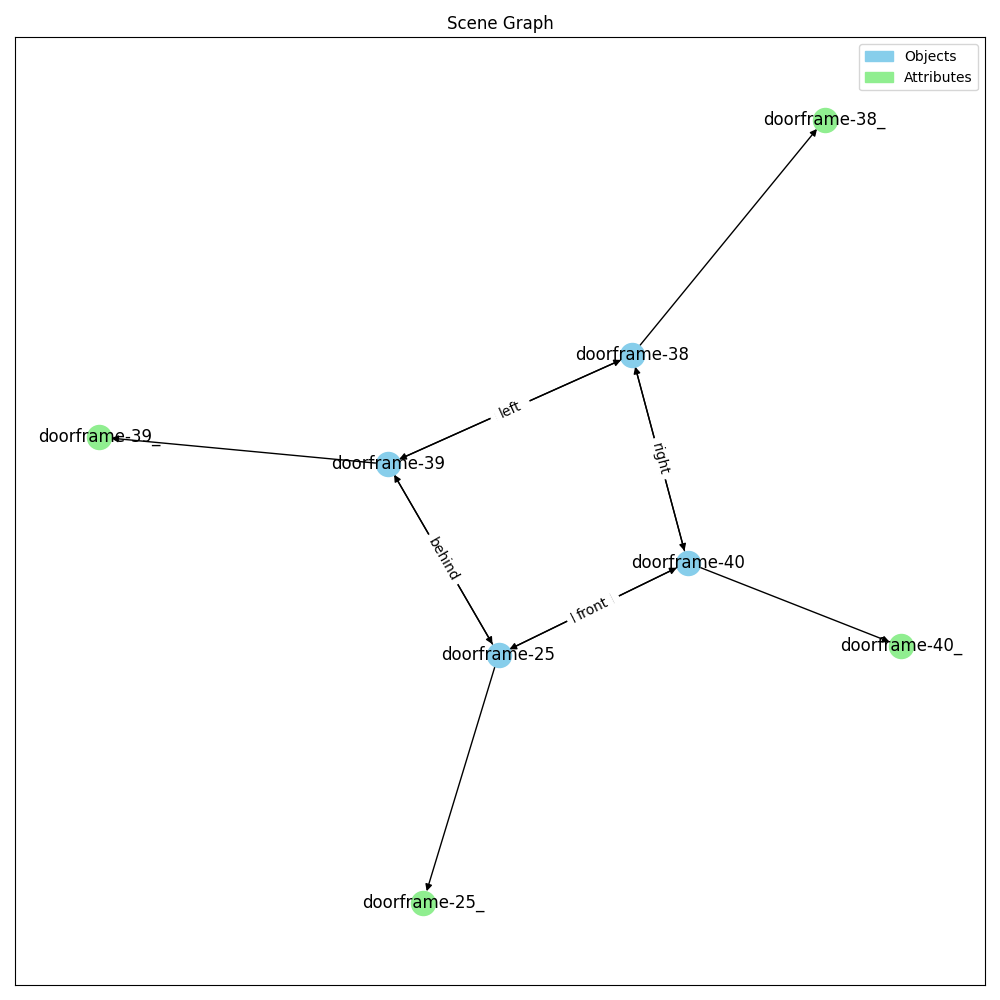 Scene Graph
Objects
Attributes
doorframe-38_
doorframe-38
left
doorframe-39_
doorframe-39
right
behind
doorframe-40
front
doorframe-40_
doorframe-25
doorframe-25_